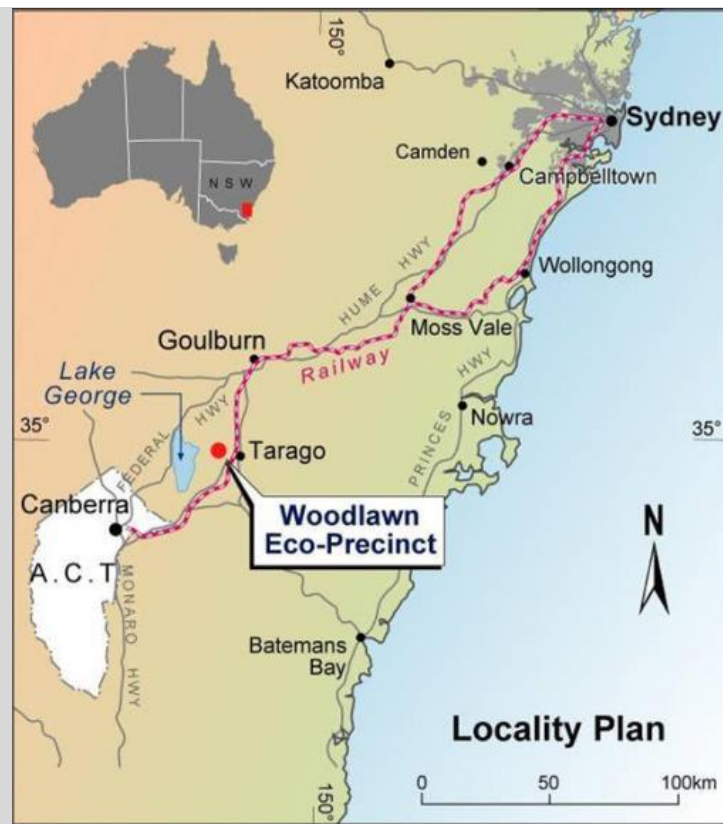 150°
Katoomba
Sydney
NSW
Camden
Campbelltown
HUME HWY
Wollongong
Moss Vale
Goulburn
Railway
Lake
George
FEDERAL HWY
PRINCES HWY
Nowra
35°
35°
Tarago
Canberra
Woodlawn
Eco-Precinct
N
A.C.T
MONARO HWY
Batemans
Bay
Locality Plan
0 50 100km
150°